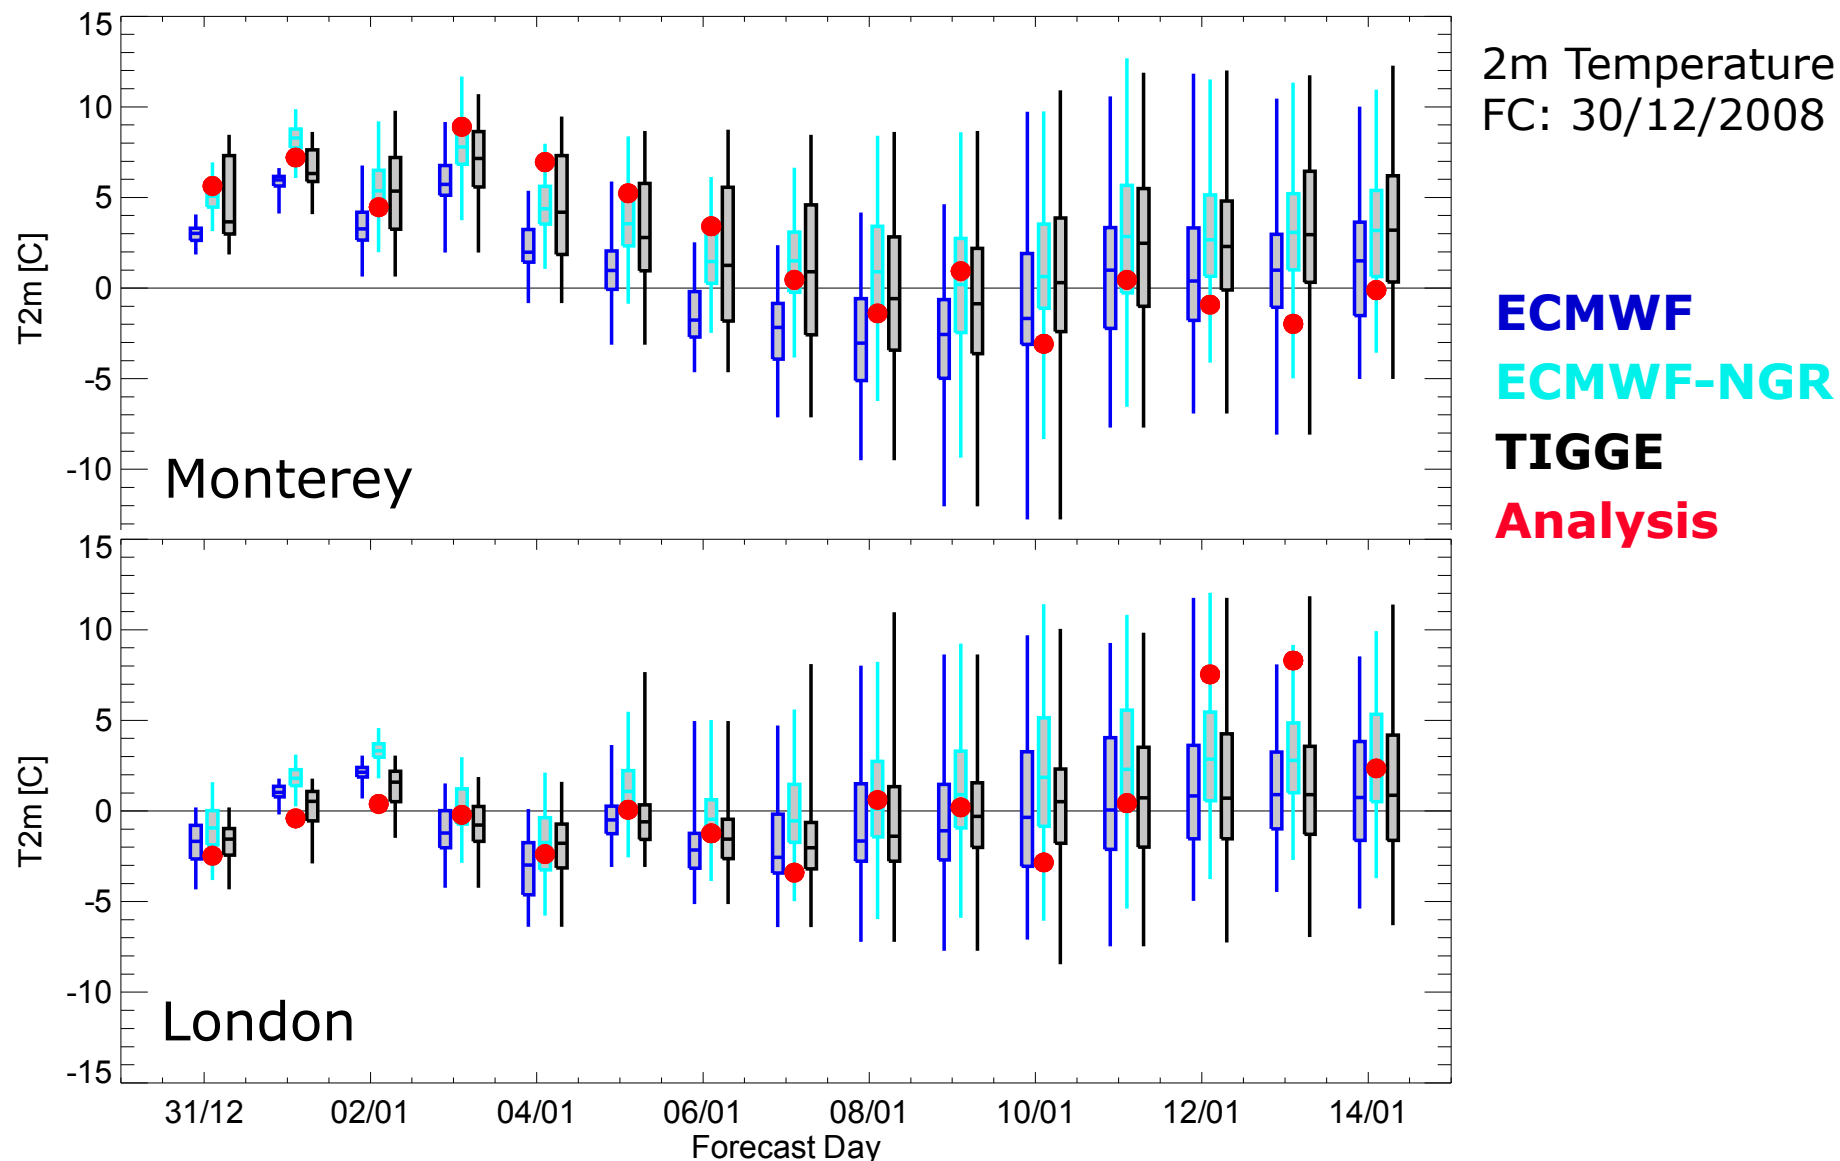 2m Temperature
FC: 30/12/2008
15
10
5
0
-5
-10
T2m [C]
Monterey
ECMWF
ECMWF-NGR
TIGGE
Analysis
15
10
5
0
-5
-10
-15
T2m [C]
London
31/12 02/01 04/01 06/01 08/01 10/01 12/01 14/01
Forecast Day